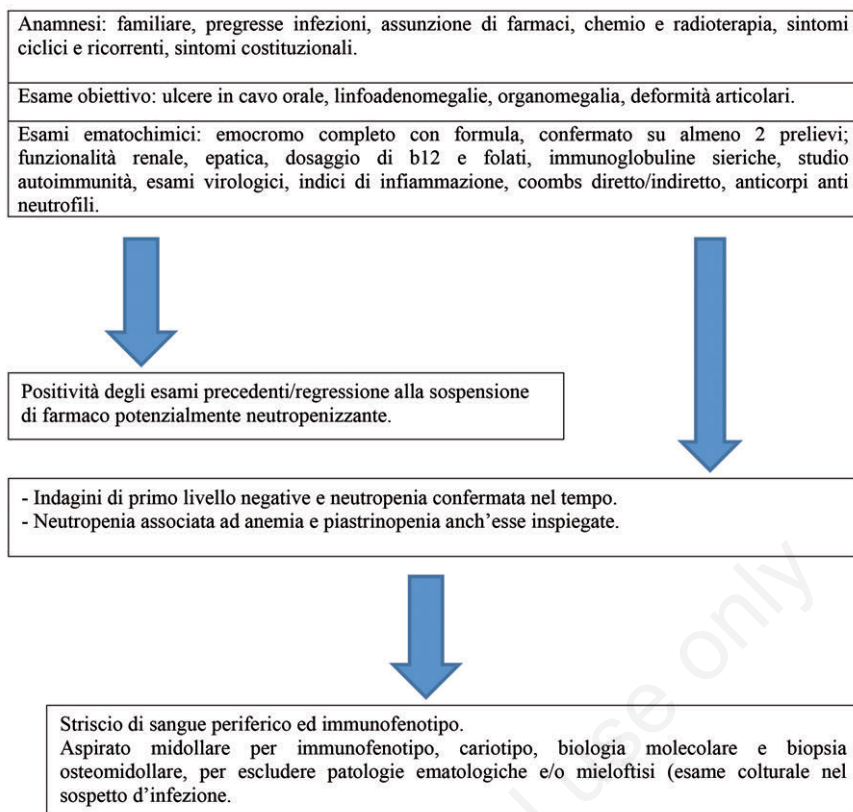 Anamnesi: familiare, pregresse infezioni, assunzione di farmaci, chemio e radioterapia, sintomi
ciclici e ricorrenti, sintomi costituzionali.
Esame obiettivo: ulcere in cavo orale, linfoadenomegalie, organomegalia, deformità articolari.
Esami ematochimici: emocromo completo con formula, confermato su almeno 2 prelievi;
funzionalità renale, epatica, dosaggio di b12 e folati, immunoglobuline sieriche, studio
autoimmunità, esami virologici, indici di infiammazione, coombs diretto/indiretto, anticorpi anti
neutrofili.
Positività degli esami precedenti/regressione alla sospensione
di farmaco potenzialmente neutropenizzante.
- Indagini di primo livello negative e neutropenia confermata nel tempo.
- Neutropenia associata ad anemia e piastrinopenia anch’esse inspiegate.
Striscio di sangue periferico ed immunofenotipo.
Aspirato midollare per immunofenotipo, cariotipo, biologia molecolare e biopsia
osteomidollare, per escludere patologie ematologiche e/o mieloftisi (esame colturale nel
sospetto d’infezione.
use only